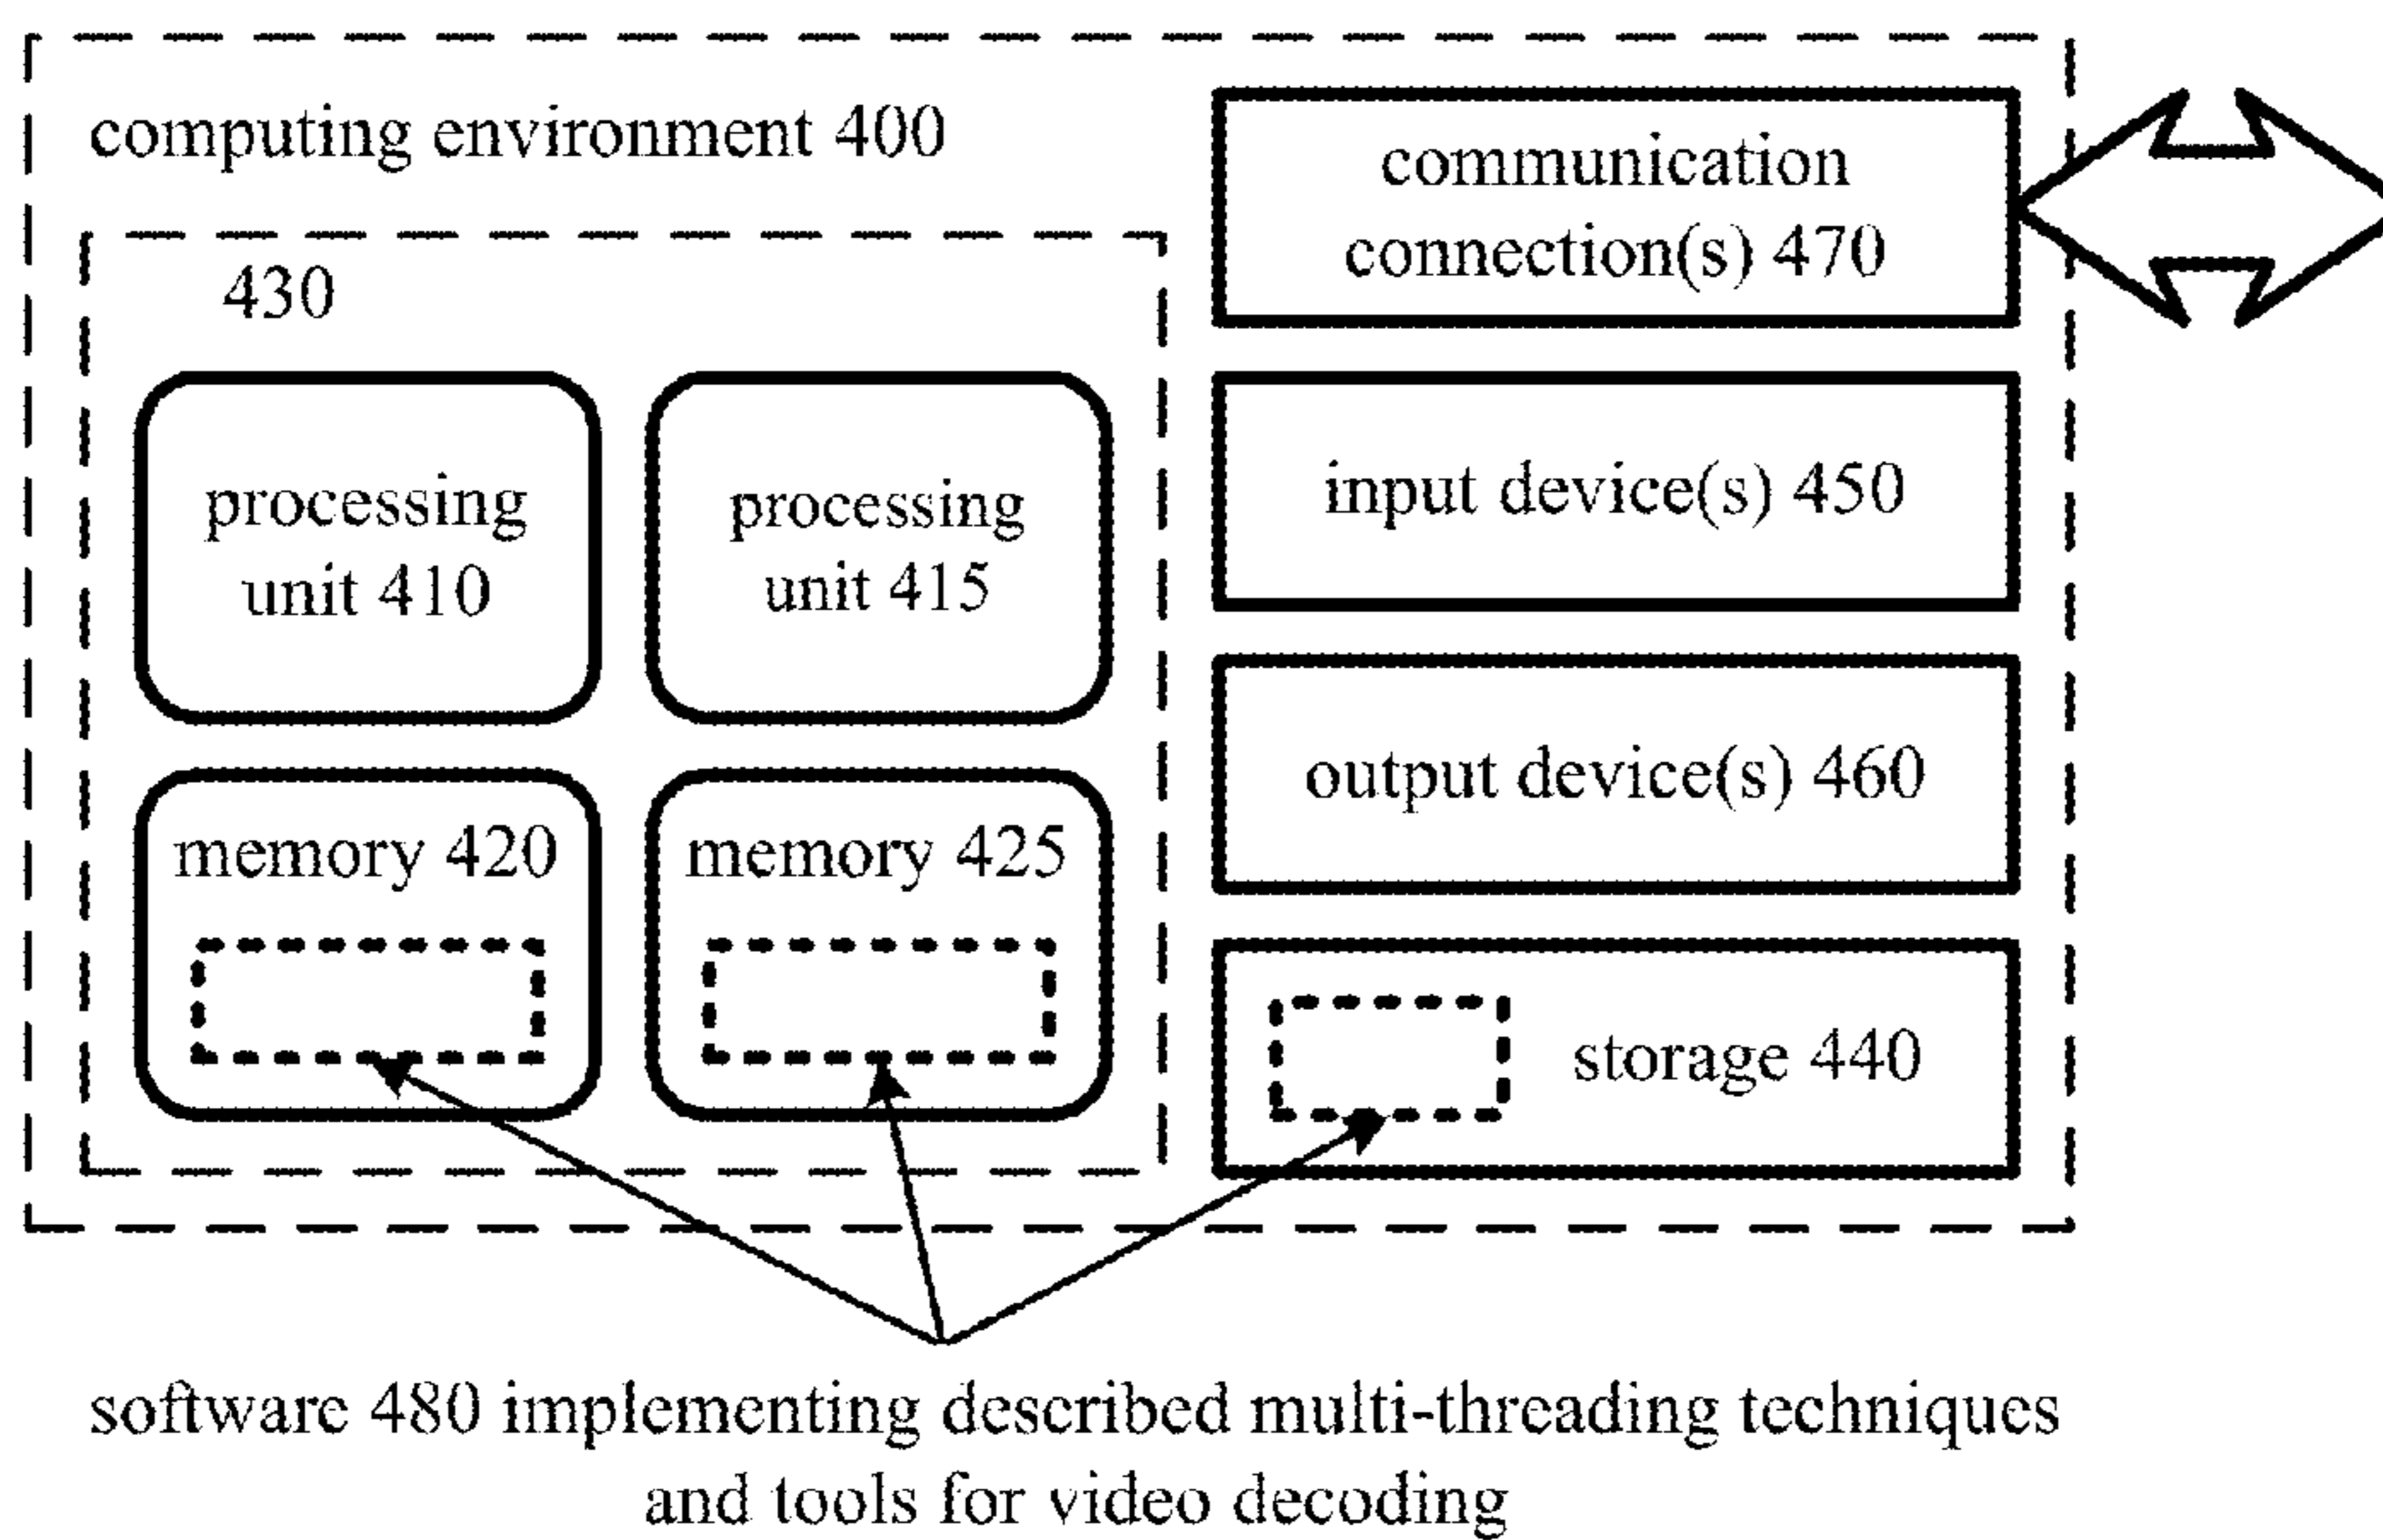 computing environment 400
430
processing
unit 410
processing
unit 415
memory 420
memory 425
communication
connection(s) 470
input device(s) 450
output device(s) 460
storage 440
software 480 implementing described multi-threading techniques
and tools for video decoding